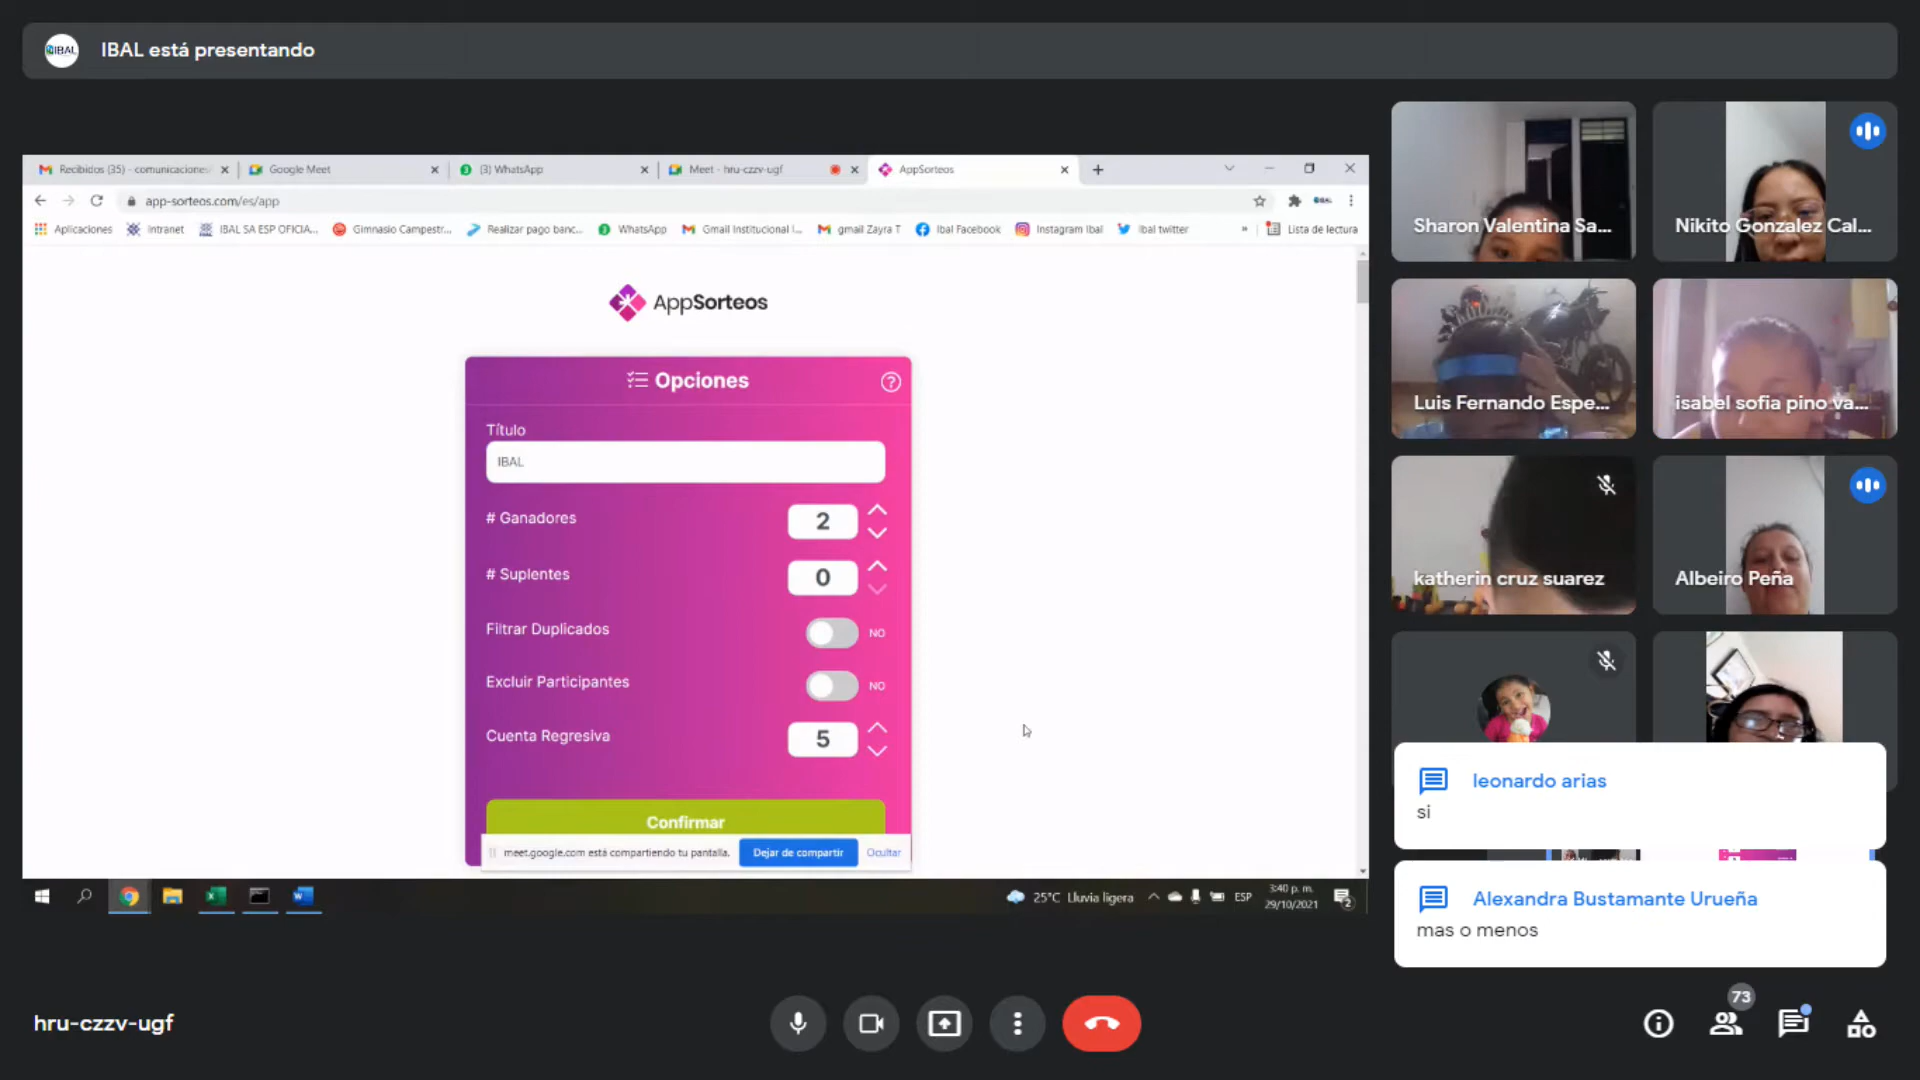 IBAL está presentando
Recibidos (35) - comunicaciones
Google Meet
(3) WhatsApp
Meet - hru-czzv-ugf
AppSorteos
app-sorteos.com/es/app
Aplicaciones
Intranet
IBAL SA ESP OFICIA...
Gimnasio Campestr...
Realizar pago banc...
WhatsApp
Gmail Institucional I...
gmail Zayra T
Ibal Facebook
Instagram Ibal
Ibal twitter
»
Lista de lectura
AppSorteos
Opciones
Título
IBAL
# Ganadores
2
# Suplentes
0
Filtrar Duplicados
NO
Excluir Participantes
NO
Cuenta Regresiva
5
Confirmar
meet.google.com está compartiendo tu pantalla.
Dejar de compartir
Ocultar
25°C Lluvia ligera
ESP
3:40 p. m.
29/10/2021
2
Sharon Valentina Sa...
Nikito Gonzalez Cal...
Luis Fernando Espe...
isabel sofia pino va...
katherin cruz suarez
Albeiro Peña
leonardo arias
si
Alexandra Bustamante Urueña
mas o menos
hru-czzv-ugf
73